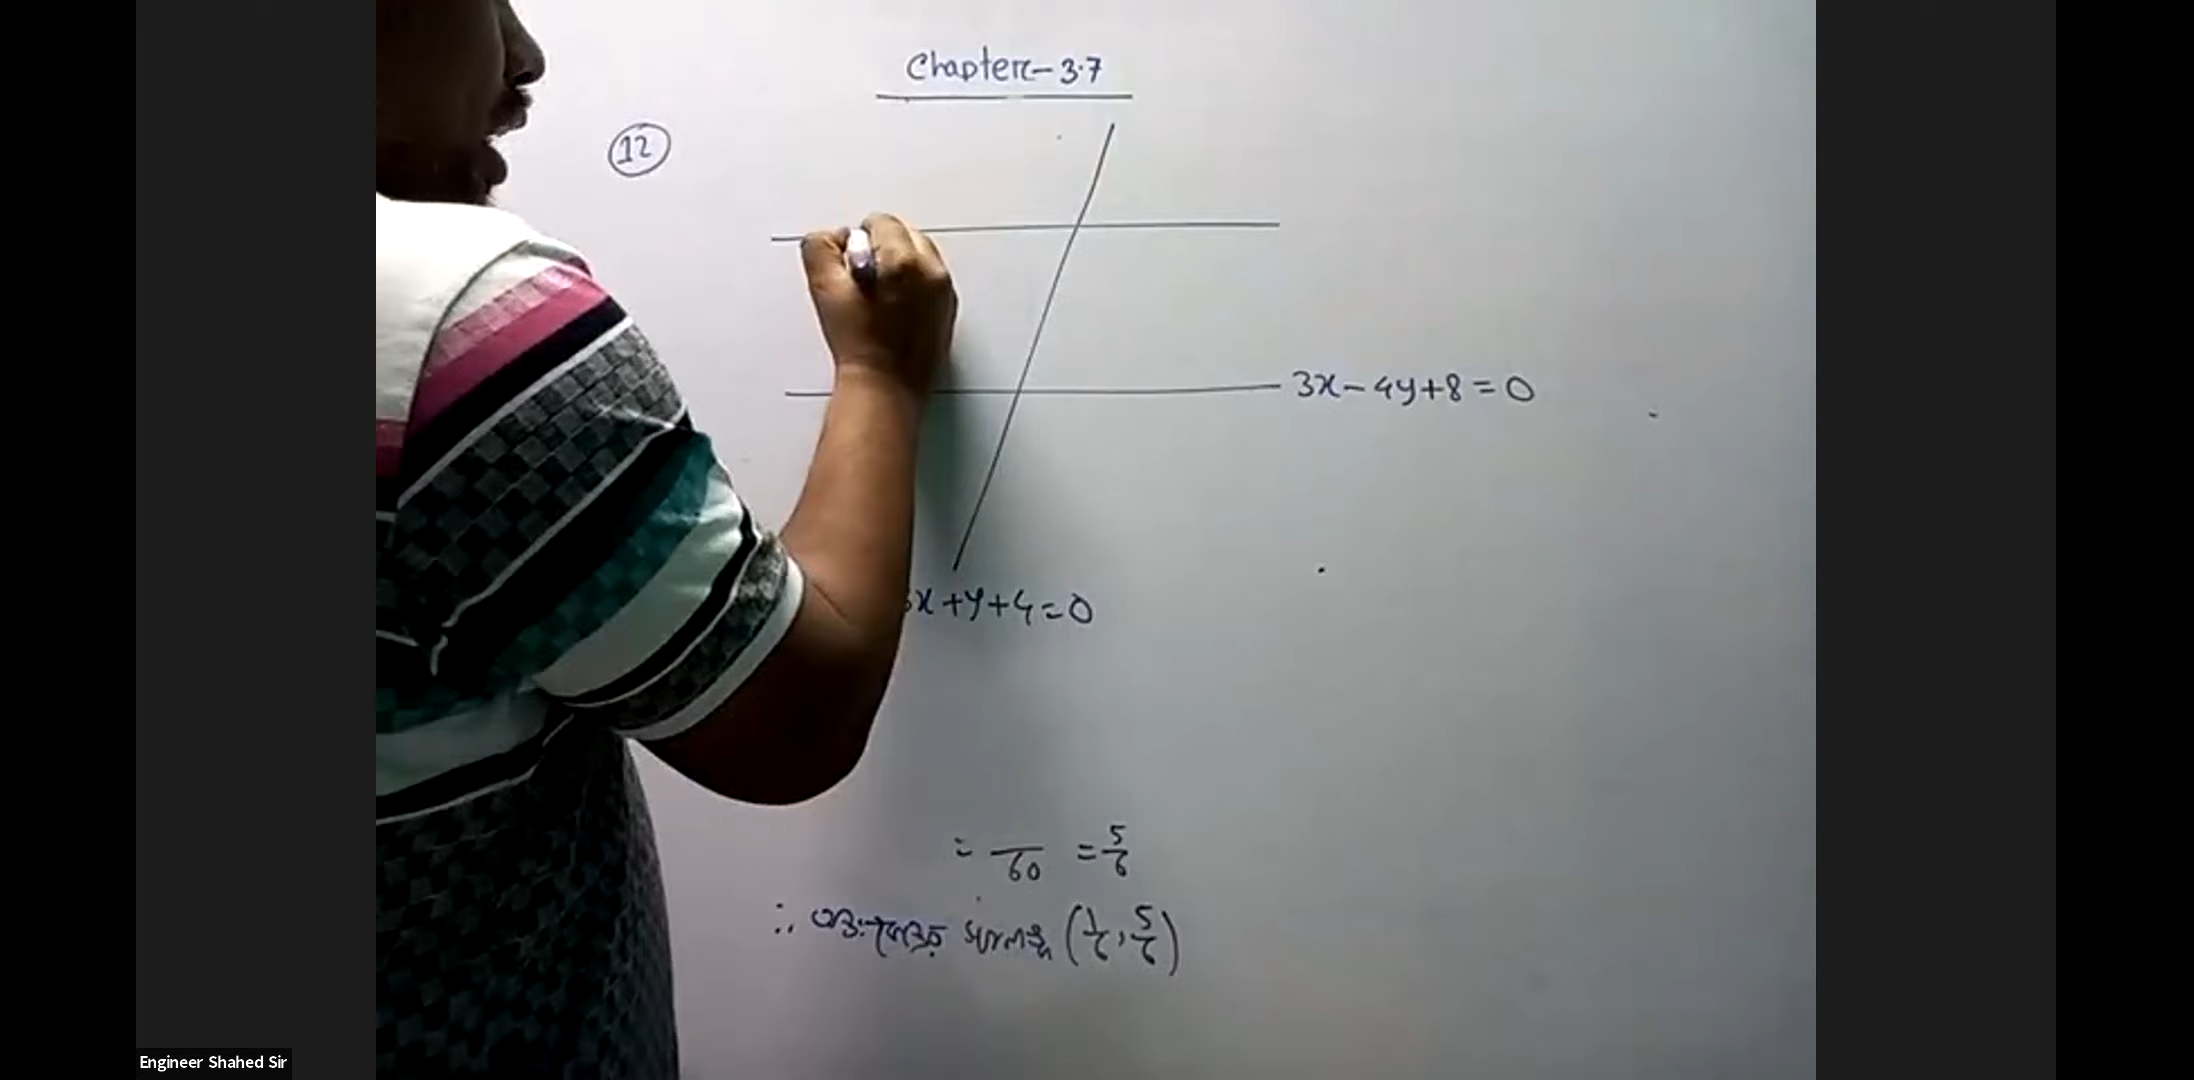 Chapter-3.7
12
3x-4y+8=0
x+y+4=0
= /60 = 5/6
∴ অন্তঃকেন্দ্র (1/6, 5/6)
Engineer Shahed Sir